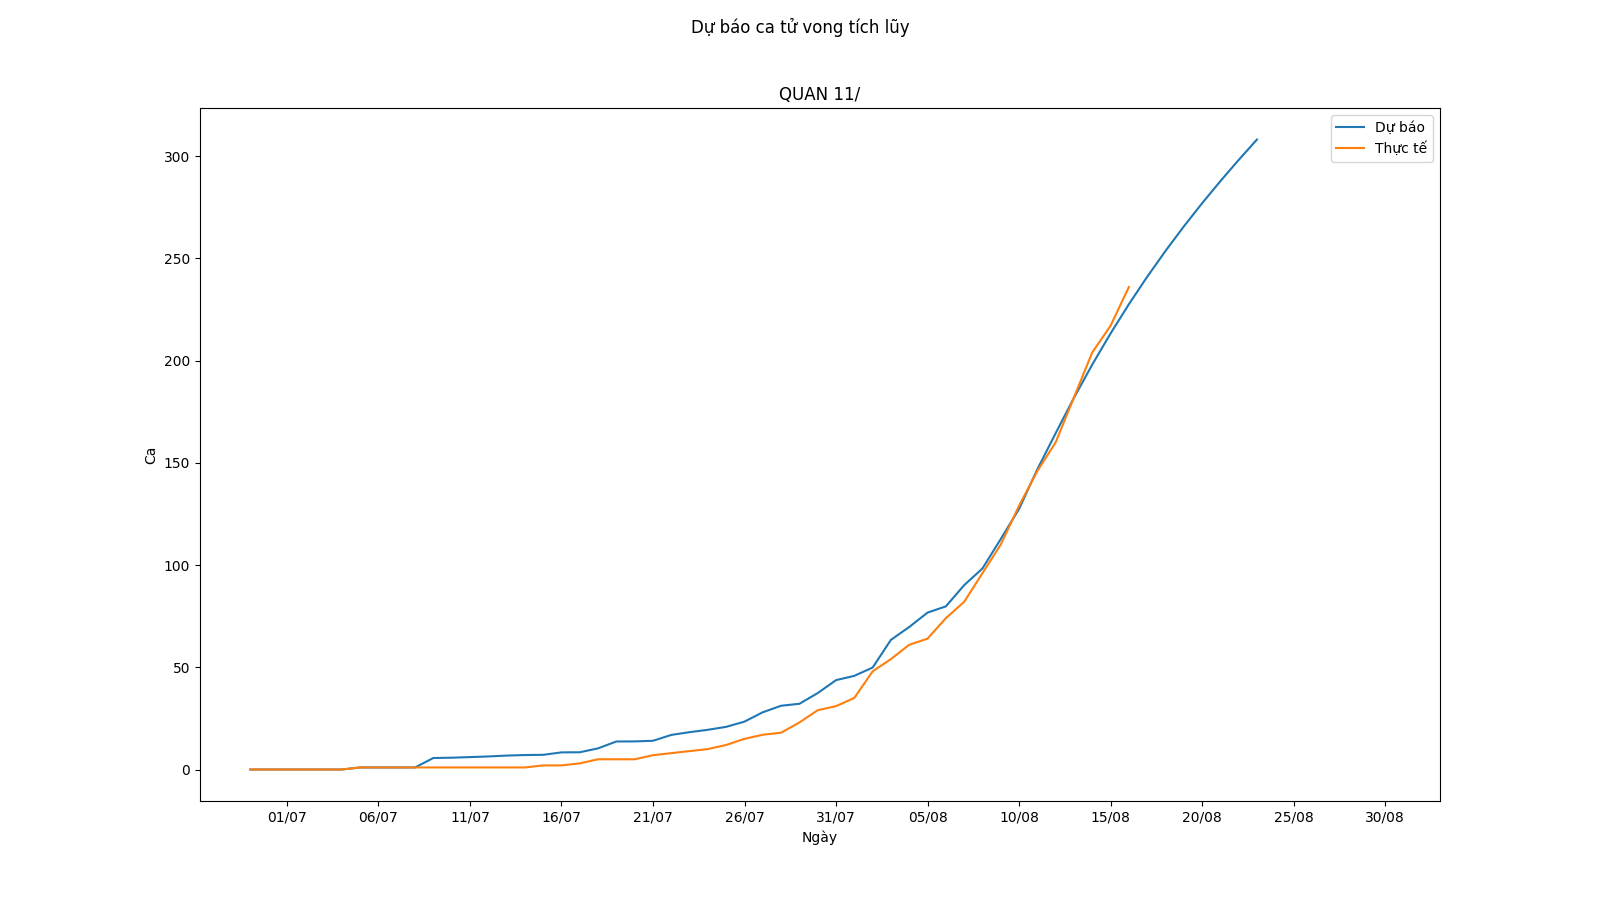 Dự báo ca tử vong tích lũy
QUAN 11/
Dự báo
Thực tế
300
250
200
150
100
50
0
Ca
01/07 06/07 11/07 16/07 21/07 26/07 31/07 05/08 10/08 15/08 20/08 25/08 30/08
Ngày